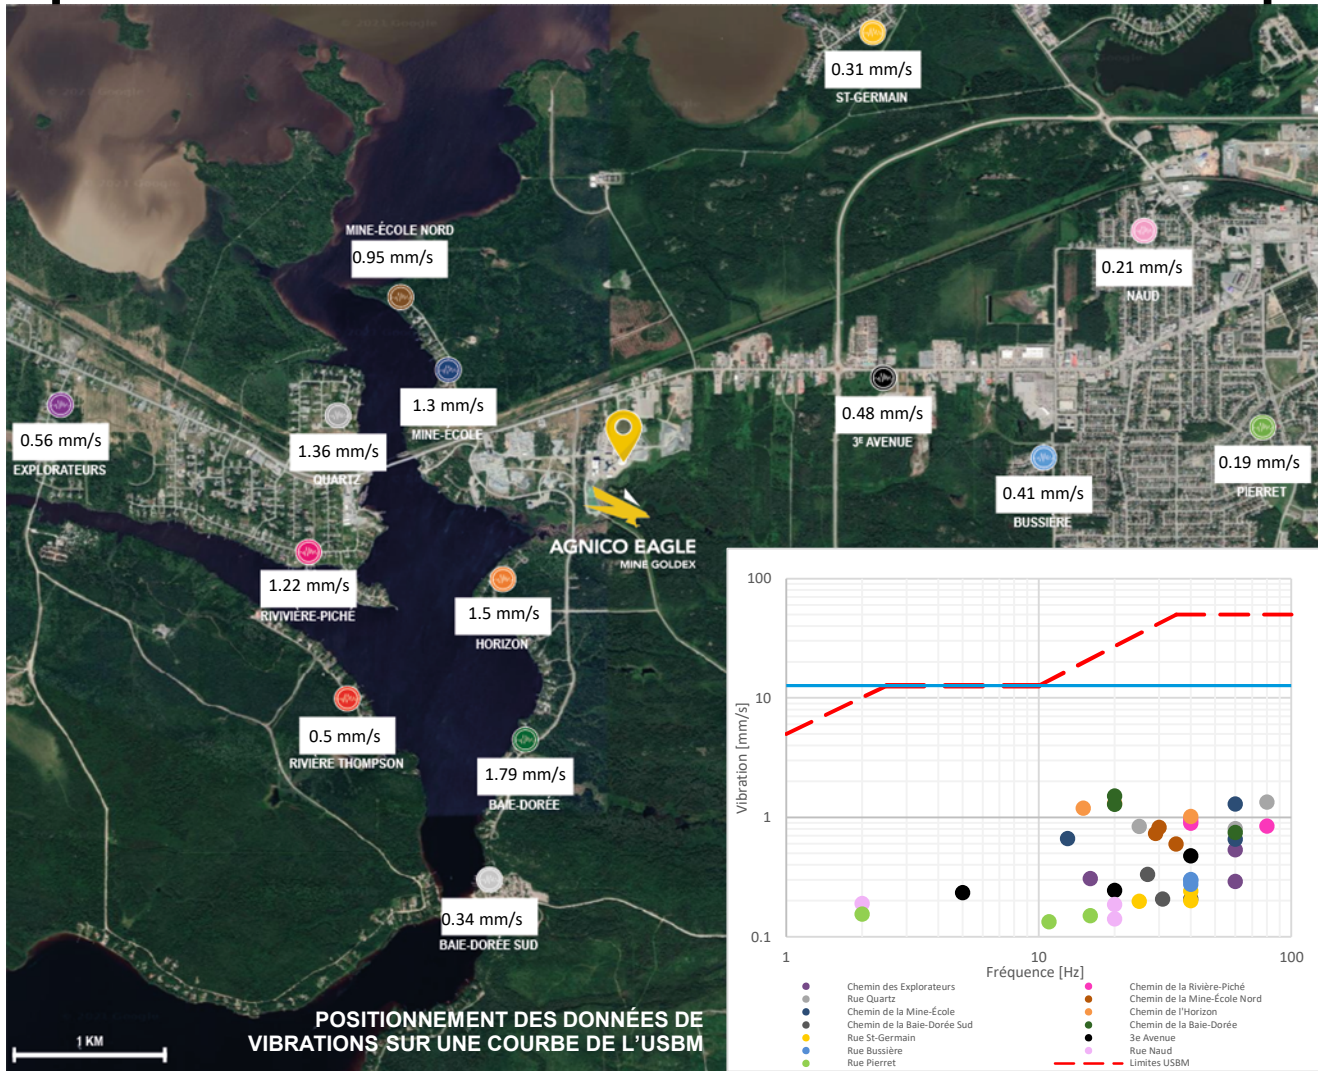 0.31 mm/s
ST-GERMAIN
MINE-ÉCOLE NORD
0.95 mm/s
0.21 mm/s
NAUD
1.3 mm/s
MINE-ÉCOLE
0.56 mm/s
EXPLORATEURS
1.36 mm/s
QUARTZ
0.48 mm/s
3E AVENUE
0.41 mm/s
BUSSIÈRE
0.19 mm/s
PIERRET
AGNICO EAGLE
MINE GOLDEX
1.22 mm/s
RIVIVIÈRE-PICHÉ
1.5 mm/s
HORIZON
0.5 mm/s
RIVIÈRE THOMPSON
1.79 mm/s
BAIE-DORÉE
0.34 mm/s
BAIE-DORÉE SUD
POSITIONNEMENT DES DONNÉES DE
VIBRATIONS SUR UNE COURBE DE L'USBM
1 KM
100
10
1
0.1
Vibration [mm/s]
1
10
100
Fréquence [Hz]
Chemin des Explorateurs
Chemin de la Rivière-Piché
Rue Quartz
Chemin de la Mine-École Nord
Chemin de la Mine-École
Chemin de l'Horizon
Chemin de la Baie-Dorée Sud
Chemin de la Baie-Dorée
Rue St-Germain
3e Avenue
Rue Bussière
Rue Naud
Rue Pierret
Limites USBM